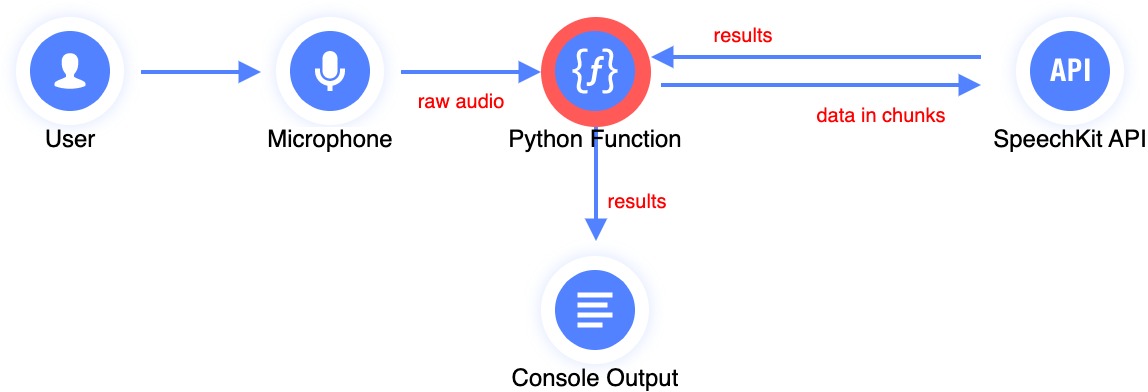 results
{f}
API
raw audio
data in chunks
User
Microphone
Python Function
SpeechKit API
results
Console Output